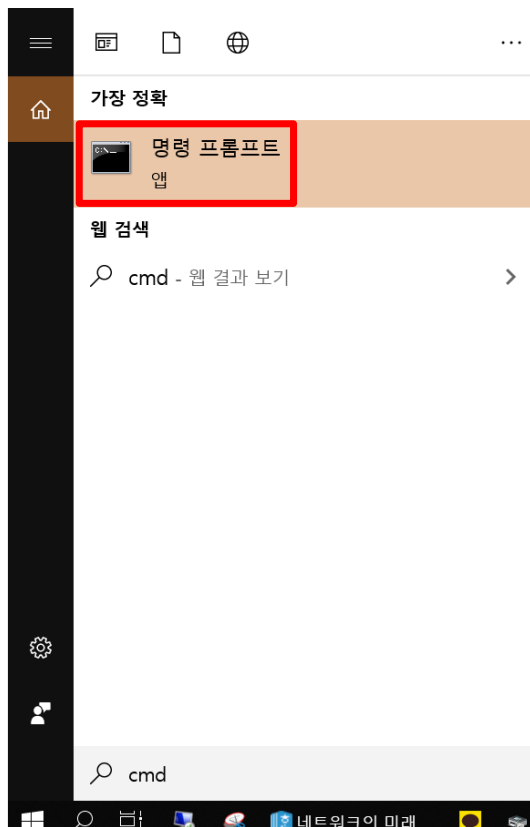 가장 정확
명령 프롬프트
앱
웹 검색
cmd - 웹 결과 보기
cmd
네트워크의 미래